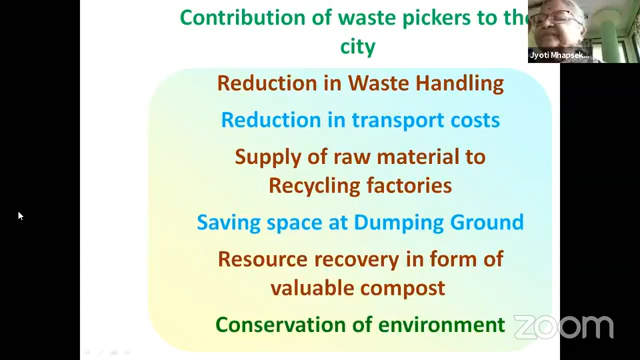 Contribution of waste pickers to the
city
Jyoti Mhapsek...
Reduction in Waste Handling
Reduction in transport costs
Supply of raw material to
Recycling factories
Saving space at Dumping Ground
Resource recovery in form of
valuable compost
Conservation of environment
zoom